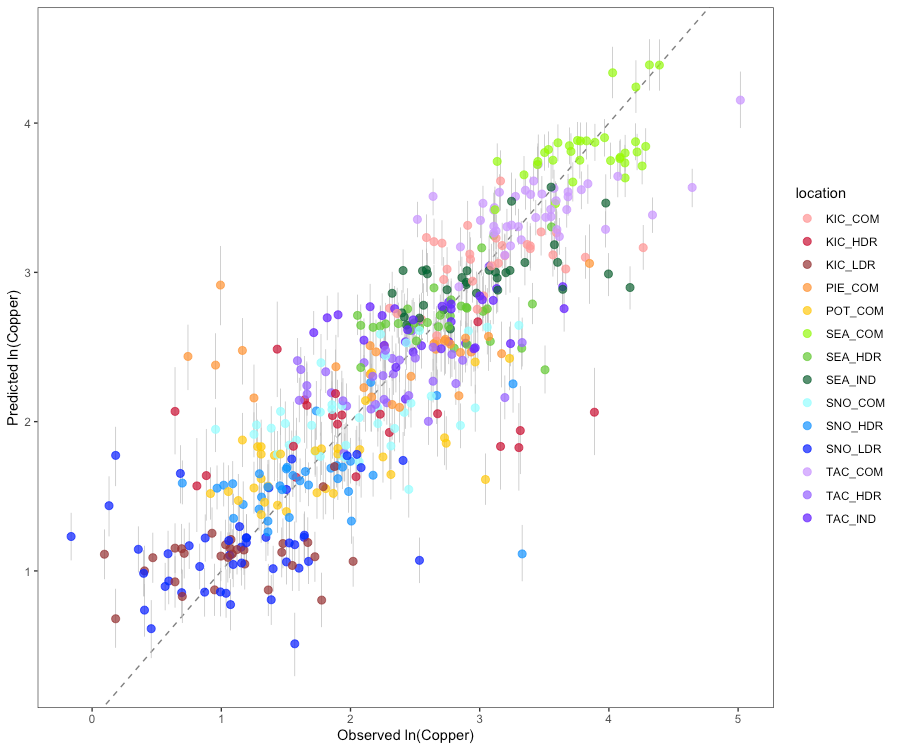 Predicted ln(Copper)
4
3
2
1
0
1
2
3
4
5
Observed ln(Copper)
location
KIC_COM
KIC_HDR
KIC_LDR
PIE_COM
POT_COM
SEA_COM
SEA_HDR
SEA_IND
SNO_COM
SNO_HDR
SNO_LDR
TAC_COM
TAC_HDR
TAC_IND